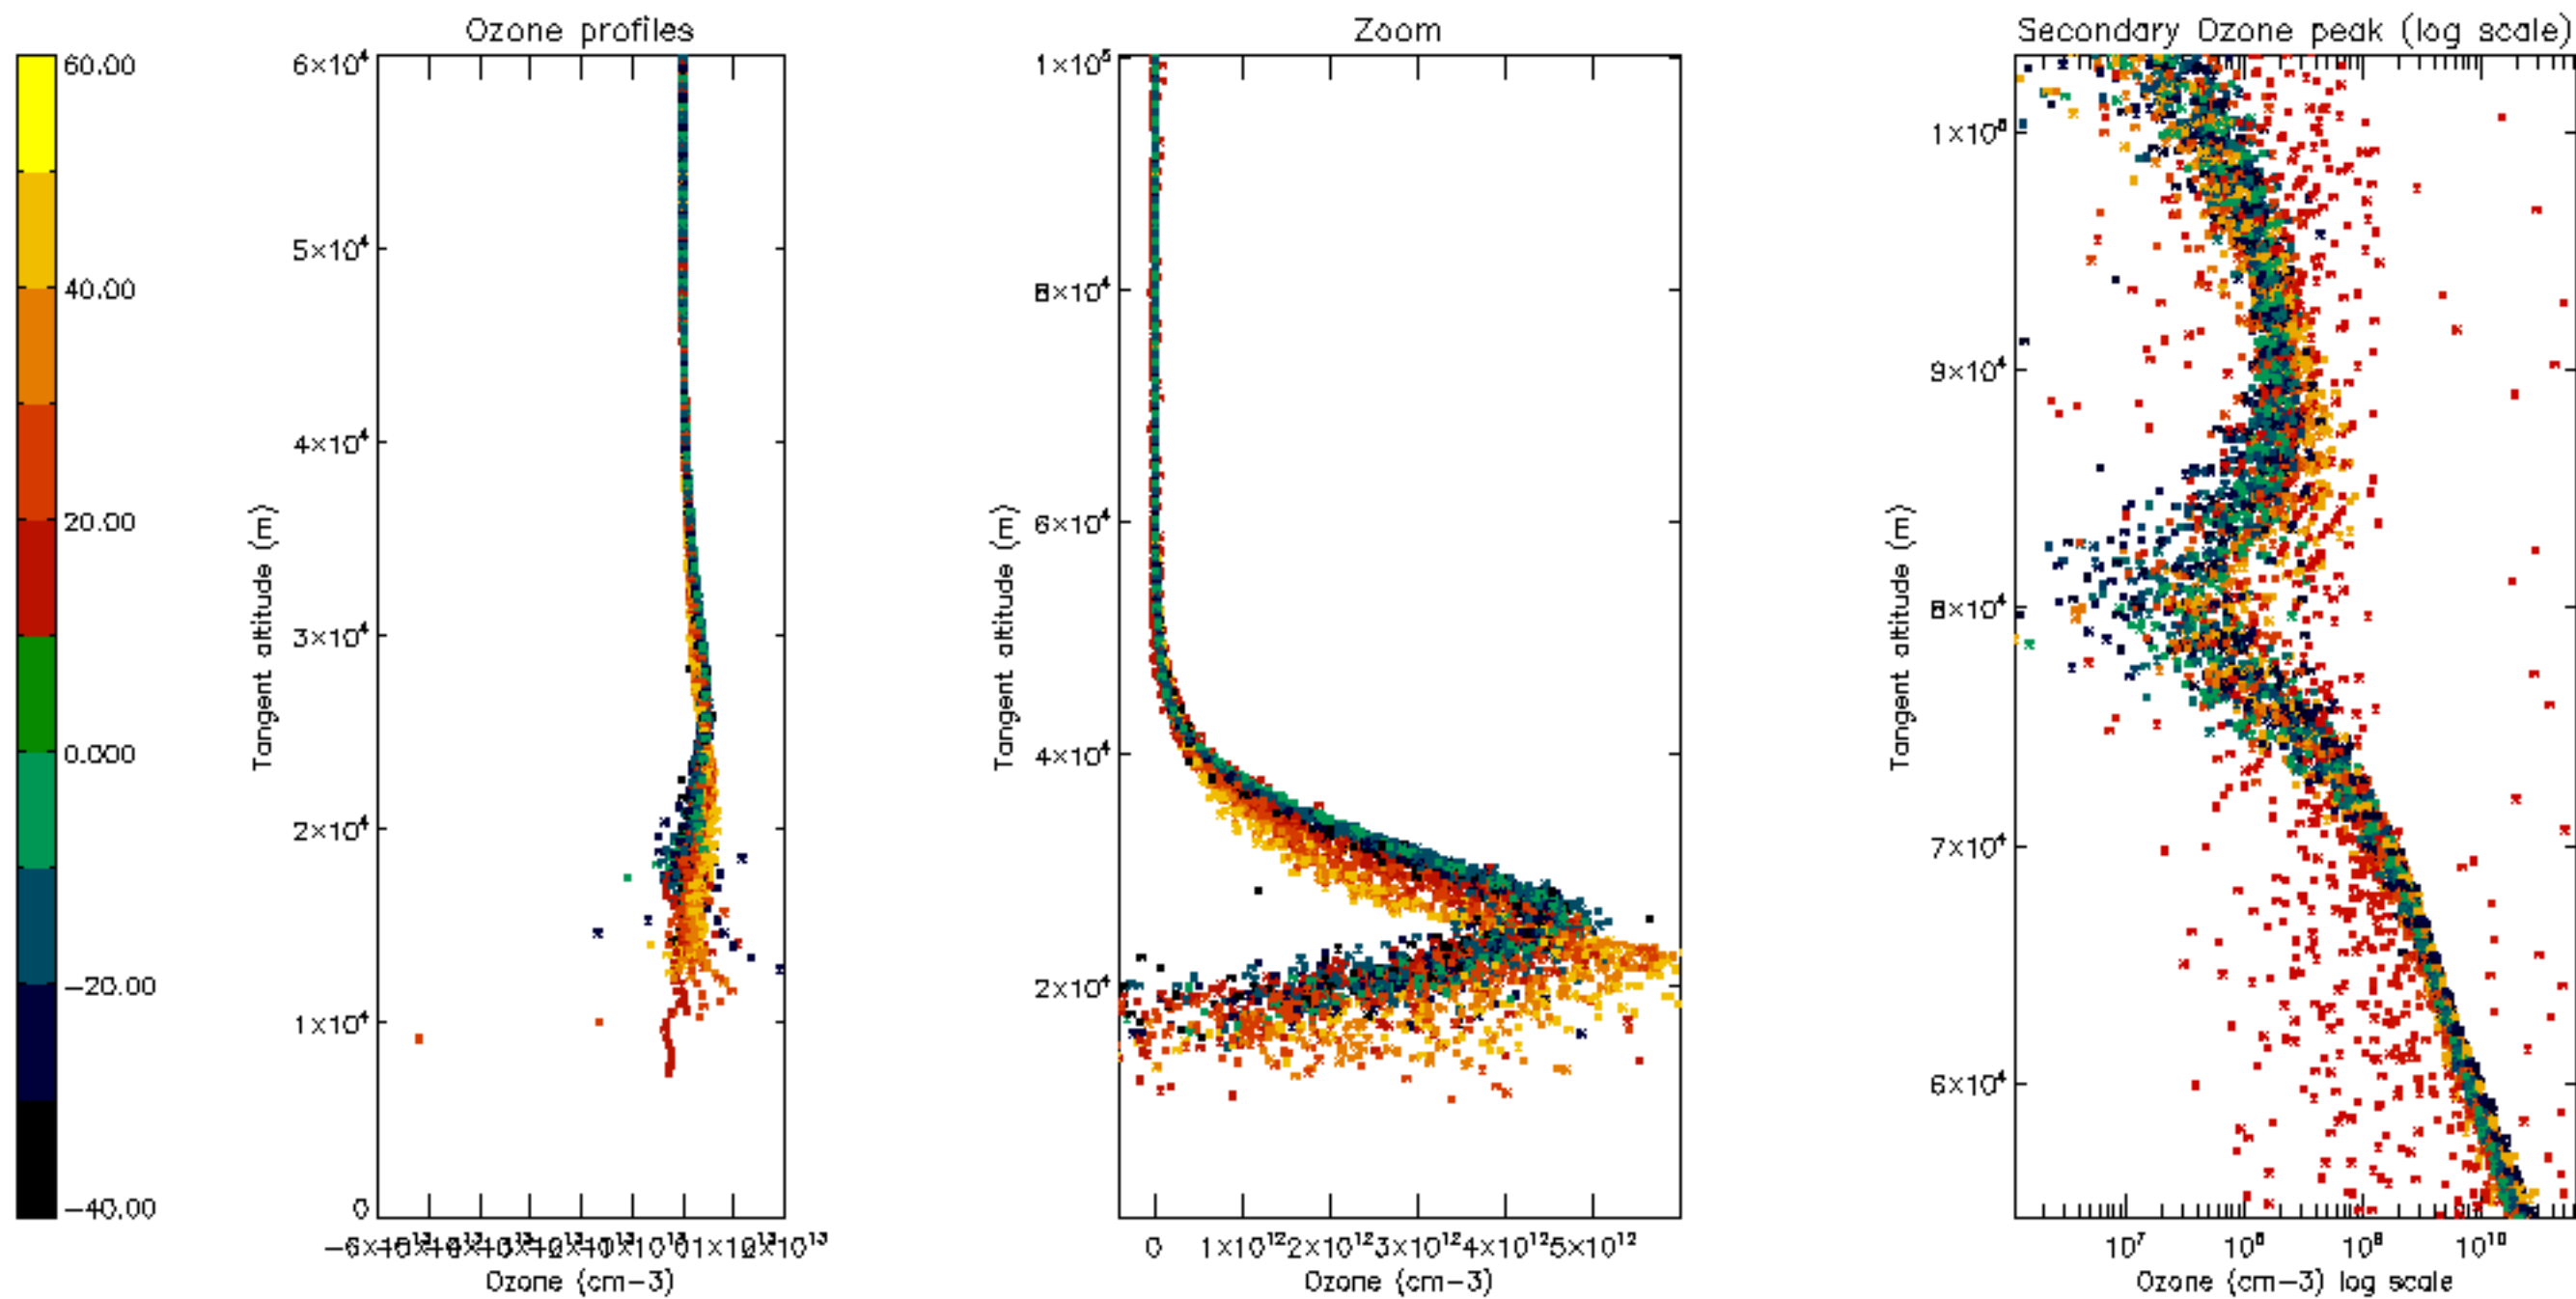 Ozone profiles
Zoom
Secondary Ozone peak (log scale)
60.00
40.00
20.00
0.000
−20.00
−40.00
6×10⁴
5×10⁴
4×10⁴
3×10⁴
2×10⁴
1×10⁴
0
Tangent altitude (m)
2×10¹³
Ozone (cm−3)
1×10⁵
8×10⁴
6×10⁴
4×10⁴
2×10⁴
Tangent altitude (m)
0 1×10¹² 2×10¹² 3×10¹² 4×10¹² 5×10¹²
Ozone (cm−3)
9×10⁴
8×10⁴
7×10⁴
6×10⁴
Tangent altitude (m)
10⁷ 10⁸ 10⁹ 10¹⁰
Ozone (cm−3) log scale